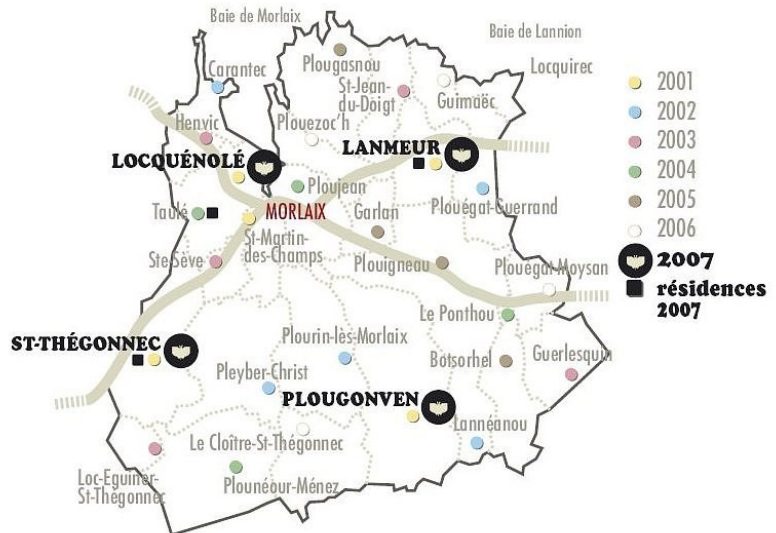 Baie de Morlaix
Baie de Lannion
Plougasnou
Locquirec
Carantec
St-Jean-
du-Doigt
Guimaëc
Henvic
Plouezoc'h
LOCQUÉNOLÉ
LANMEUR
Ploujean
Taulé
MORLAIX
Garlan
Plouégat-Guerrand
St-Martin-
des-Champs
Ste-Sève
Plouigneau
Plouégat-Moysan
Le Ponthou
ST-THÉGONNEC
Plourin-lès-Morlaix
Botsorhel
Guerlesquin
Pleyber-Christ
PLOUGONVEN
Lannéanou
Le Cloître-St-Thégonnec
Loc-Eguiner-
St-Thégonnec
Plounéour-Ménez
2001
2002
2003
2004
2005
2006
2007
résidences
2007